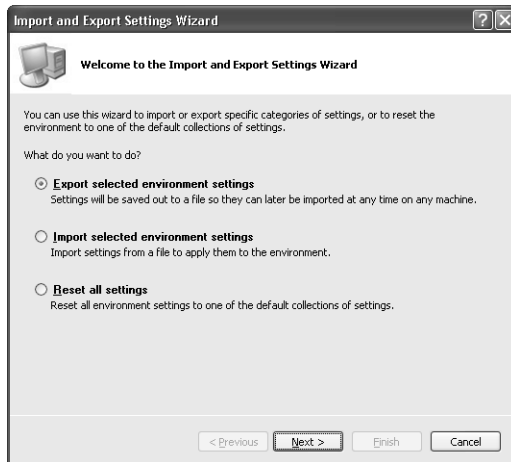 Import and Export Settings Wizard
Welcome to the Import and Export Settings Wizard
You can use this wizard to import or export specific categories of settings, or to reset the
environment to one of the default collections of settings.
What do you want to do?
Export selected environment settings
Settings will be saved out to a file so they can later be imported at any time on any machine.
Import selected environment settings
Import settings from a file to apply them to the environment.
Reset all settings
Reset all environment settings to one of the default collections of settings.
< Previous Next > Finish Cancel